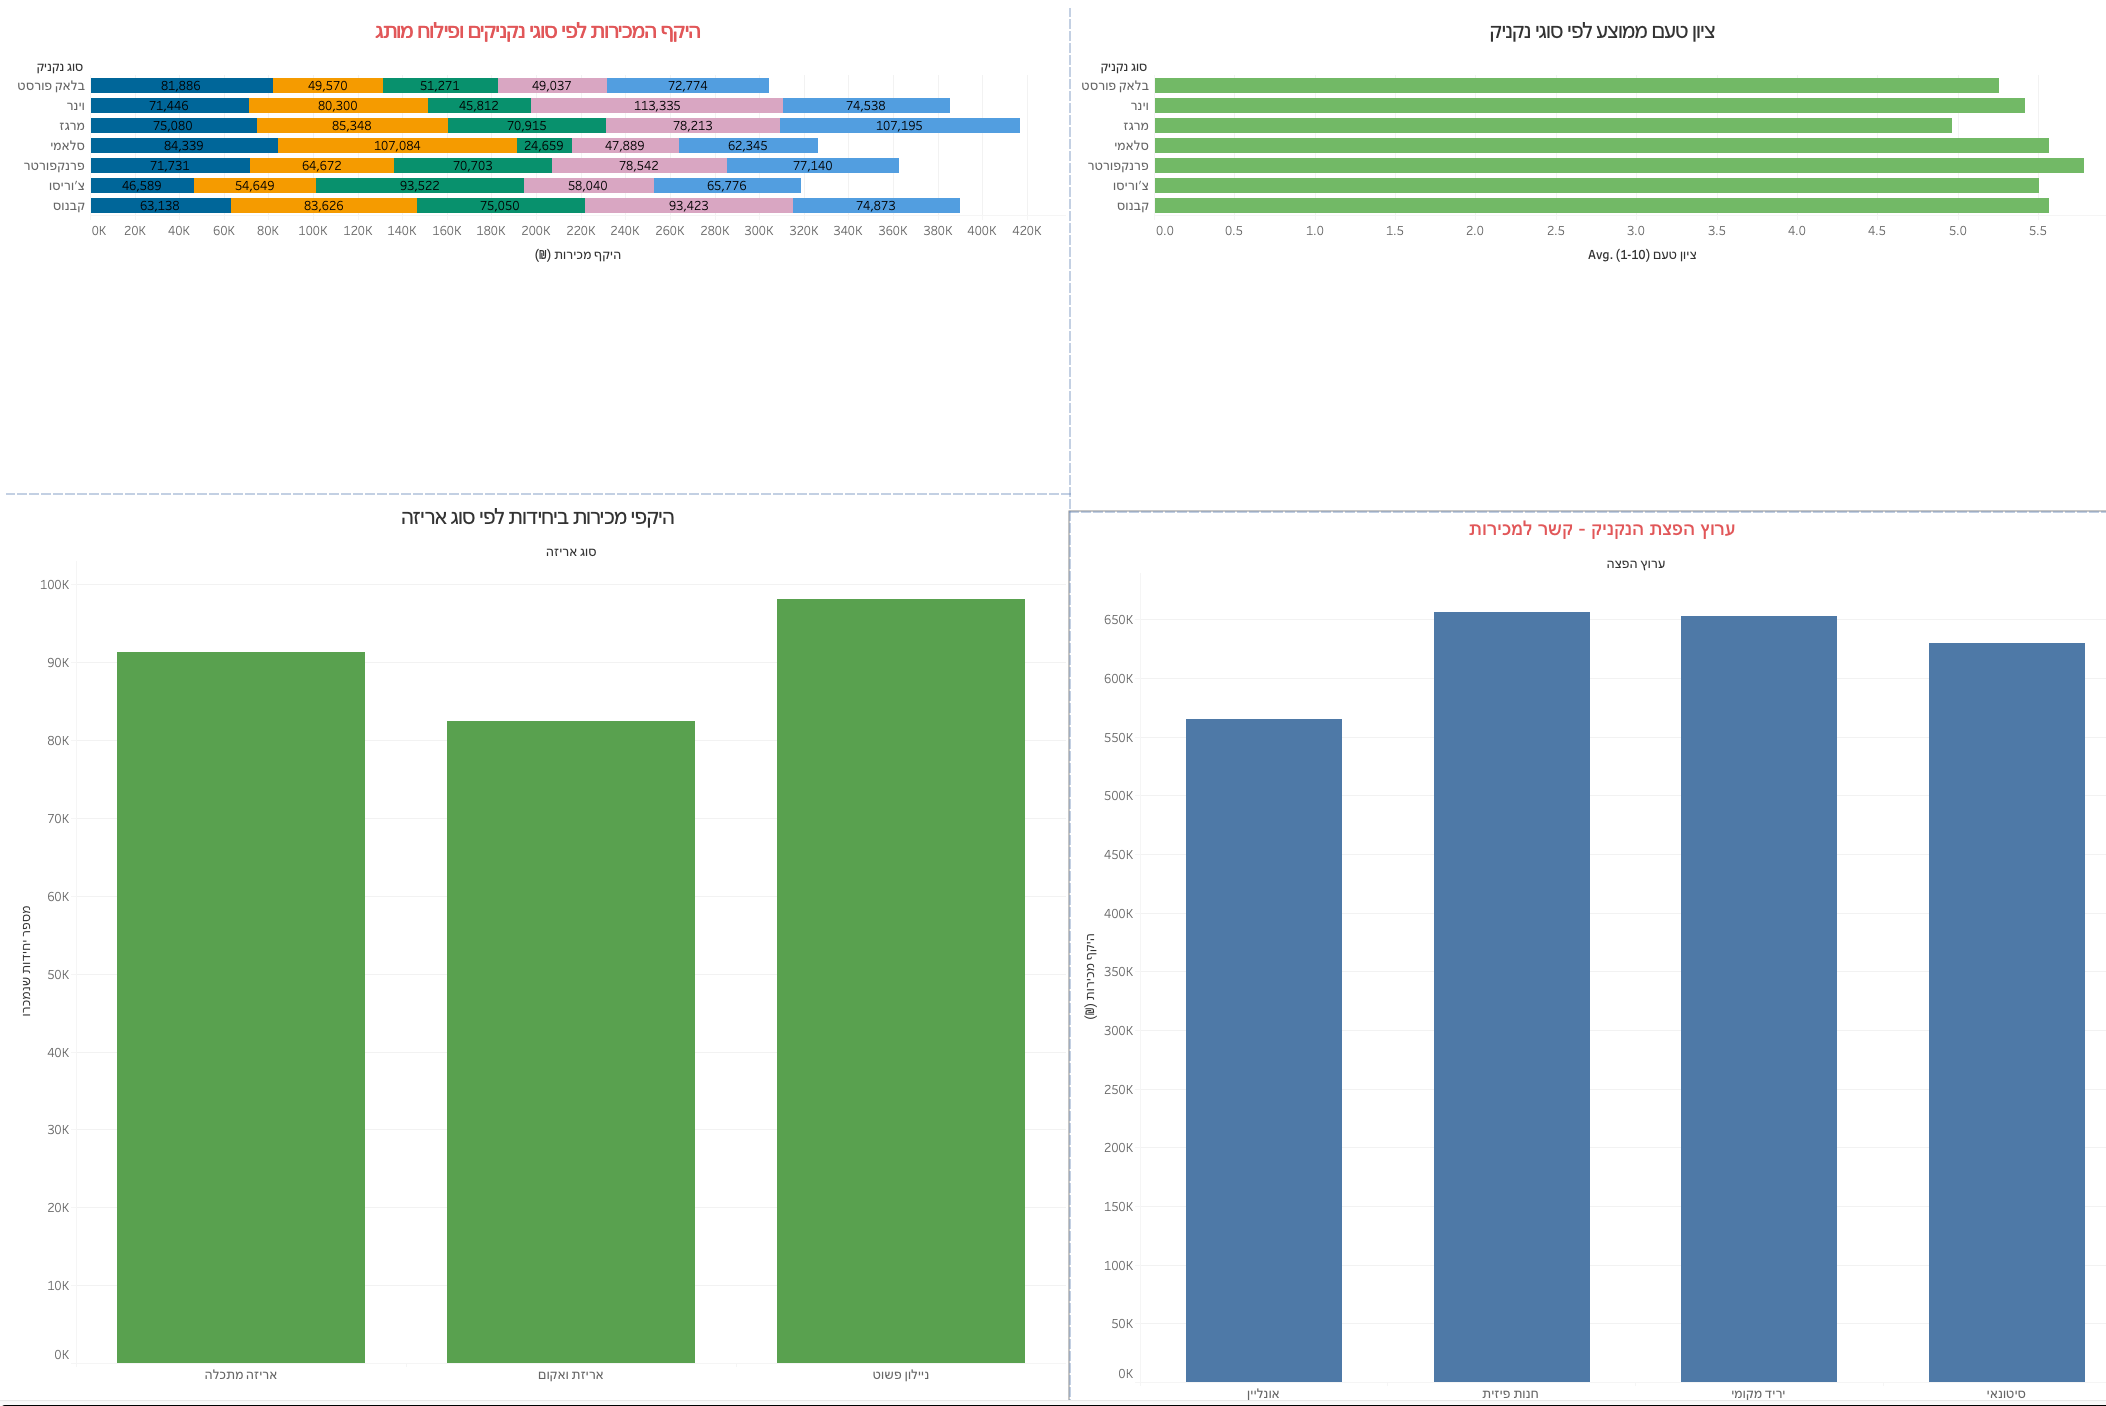 היקף המכירות לפי סוגי נקניקים ופילוח מותג
סוג נקניק
בלאק פורסט 81,886 49,570 51,271 49,037 72,774
וינר 71,446 80,300 45,812 113,335 74,538
מרגז 75,080 85,348 70,915 78,213 107,195
סלאמי 84,339 107,084 24,659 47,889 62,345
פרנקפורטר 71,731 64,672 70,703 78,542 77,140
צ'וריסו 46,589 54,649 93,522 58,040 65,776
קבנוס 63,138 83,626 75,050 93,423 74,873
0K 20K 40K 60K 80K 100K 120K 140K 160K 180K 200K 220K 240K 260K 280K 300K 320K 340K 360K 380K 400K 420K
היקף מכירות (₪)
ציון טעם ממוצע לפי סוגי נקניק
סוג נקניק
בלאק פורסט
וינר
מרגז
סלאמי
פרנקפורטר
צ'וריסו
קבנוס
0.0 0.5 1.0 1.5 2.0 2.5 3.0 3.5 4.0 4.5 5.0 5.5
Avg. ציון טעם (1-10)
היקפי מכירות ביחידות לפי סוג אריזה
סוג אריזה
100K
90K
80K
70K
60K
50K
40K
30K
20K
10K
0K
מספר יחידות שנמכרו
אריזה מתכלה אריזת ואקום ניילון פשוט
ערוץ הפצת הנקניק - קשר למכירות
ערוץ הפצה
650K
600K
550K
500K
450K
400K
350K
300K
250K
200K
150K
100K
50K
0K
היקף מכירות (₪)
אונליין חנות פיזית יריד מקומי סיטונאי